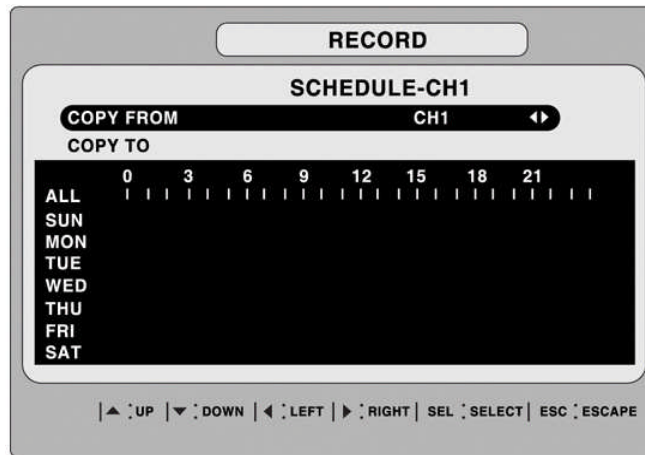 RECORD
SCHEDULE-CH1
COPY FROM CH1
COPY TO
0 3 6 9 12 15 18 21
ALL
SUN
MON
TUE
WED
THU
FRI
SAT
|▲ : UP |▼ : DOWN |◀ : LEFT |▶ : RIGHT| SEL : SELECT| ESC : ESCAPE